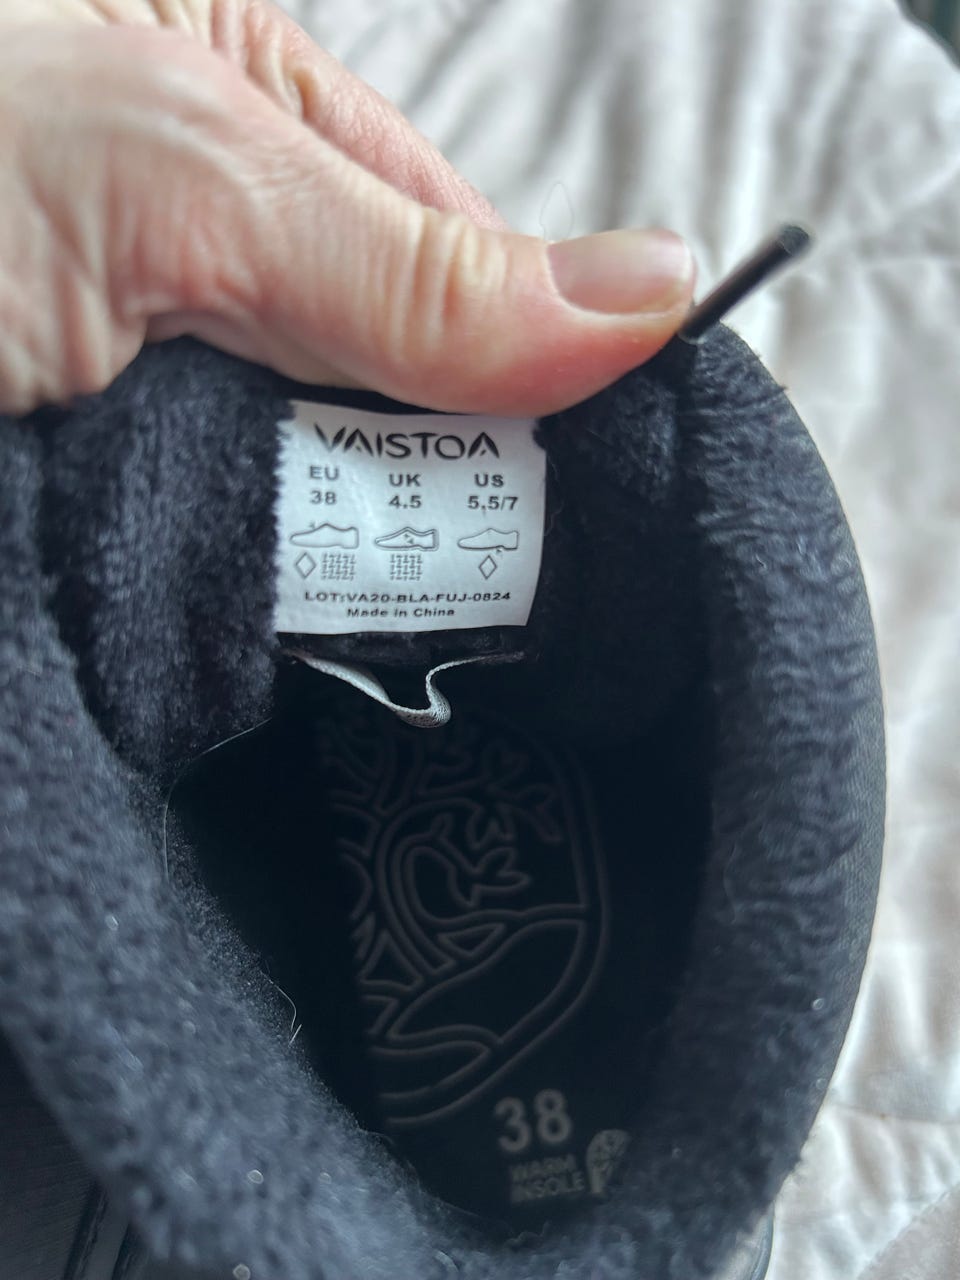 VAISTOA
EU UK US
38 4.5 5.5/7
LOT:VA20-BLA-FUJ-0824
Made in China
38
WARM
INSOLE